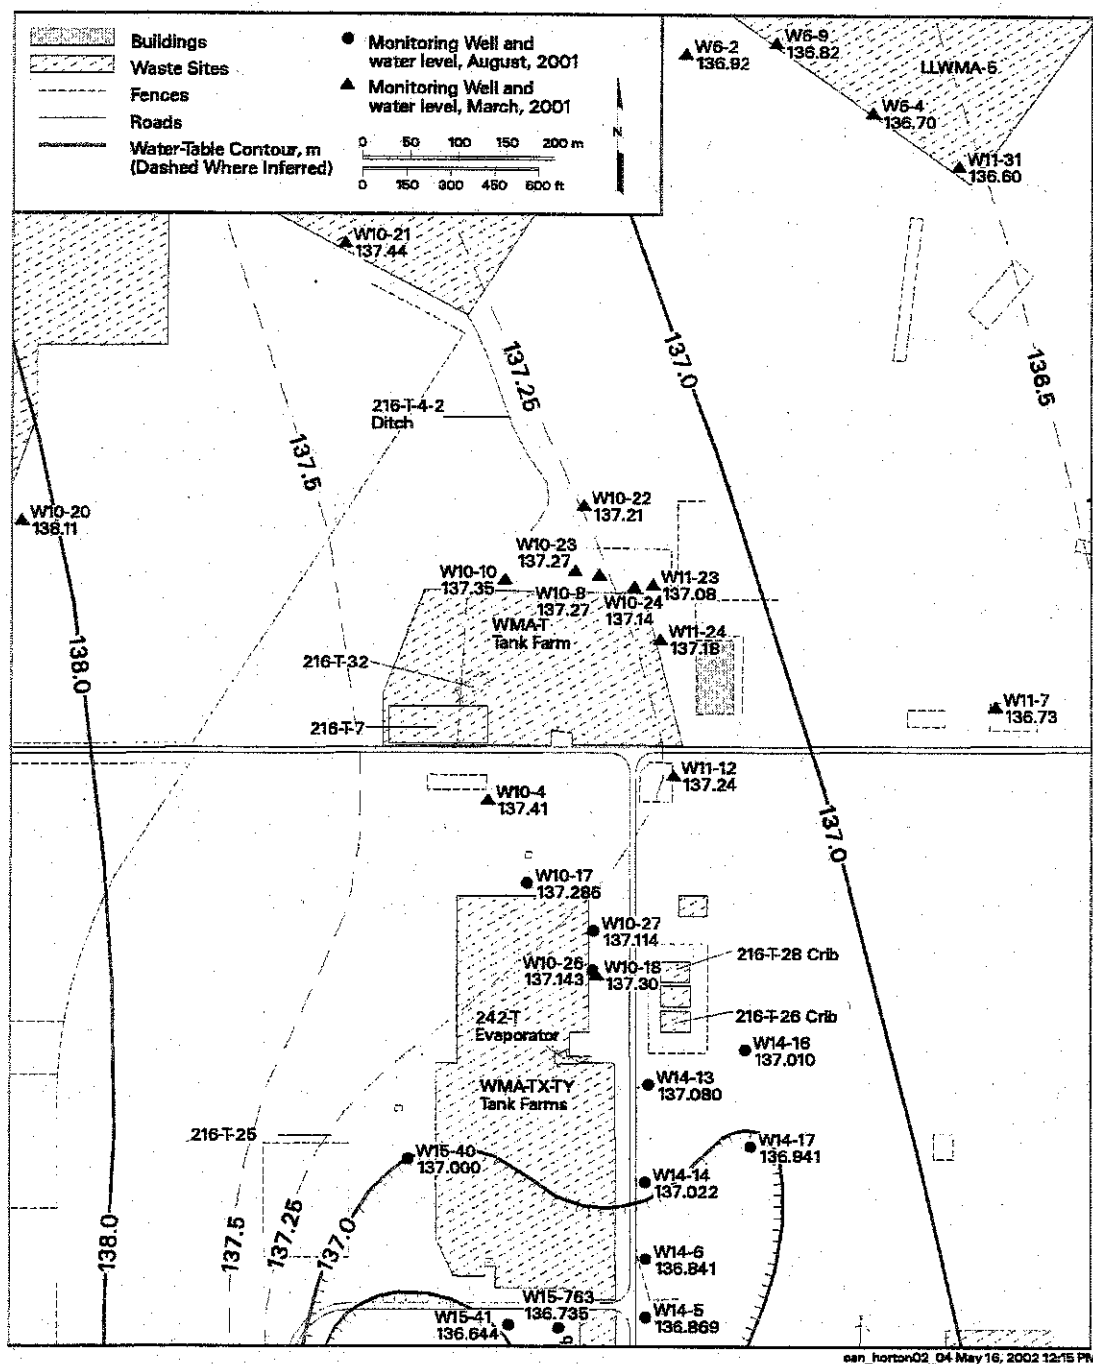 Buildings
Waste Sites
Fences
Roads
Water-Table Contour, m
(Dashed Where Inferred)
Monitoring Well and
water level, August, 2001
Monitoring Well and
water level, March, 2001
0 50 100 150 200 m
0 150 300 450 600 ft
N
W6-2
136.92
W6-9
136.82
LLWMA-5
W6-4
136.70
W11-31
136.60
W10-21
137.44
137.25
137.0
136.5
216-T-4-2
Ditch
137.5
W10-20
138.11
W10-22
137.21
W10-23
137.27
W10-10
137.35
W10-8
137.27
W11-23
137.08
W10-24
137.14
WMA-T
Tank Farm
W11-24
137.18
138.0
216-T-32
216-T-7
W11-7
136.73
W11-12
137.24
W10-4
137.41
137.0
W10-17
137.286
W10-27
137.114
W10-26
137.143
W10-18
137.30
216-T-28 Crib
242-T
Evaporator
216-T-26 Crib
W14-16
137.010
WMA-TX-TY
Tank Farms
W14-13
137.080
216-T-25
W15-40
137.000
W14-17
136.941
W14-14
137.022
138.0
137.5
137.25
137.0
W14-6
136.841
W15-763
136.735
W15-41
136.644
W14-5
136.869
can_horton02_04 May 16, 2002 12:15 PM